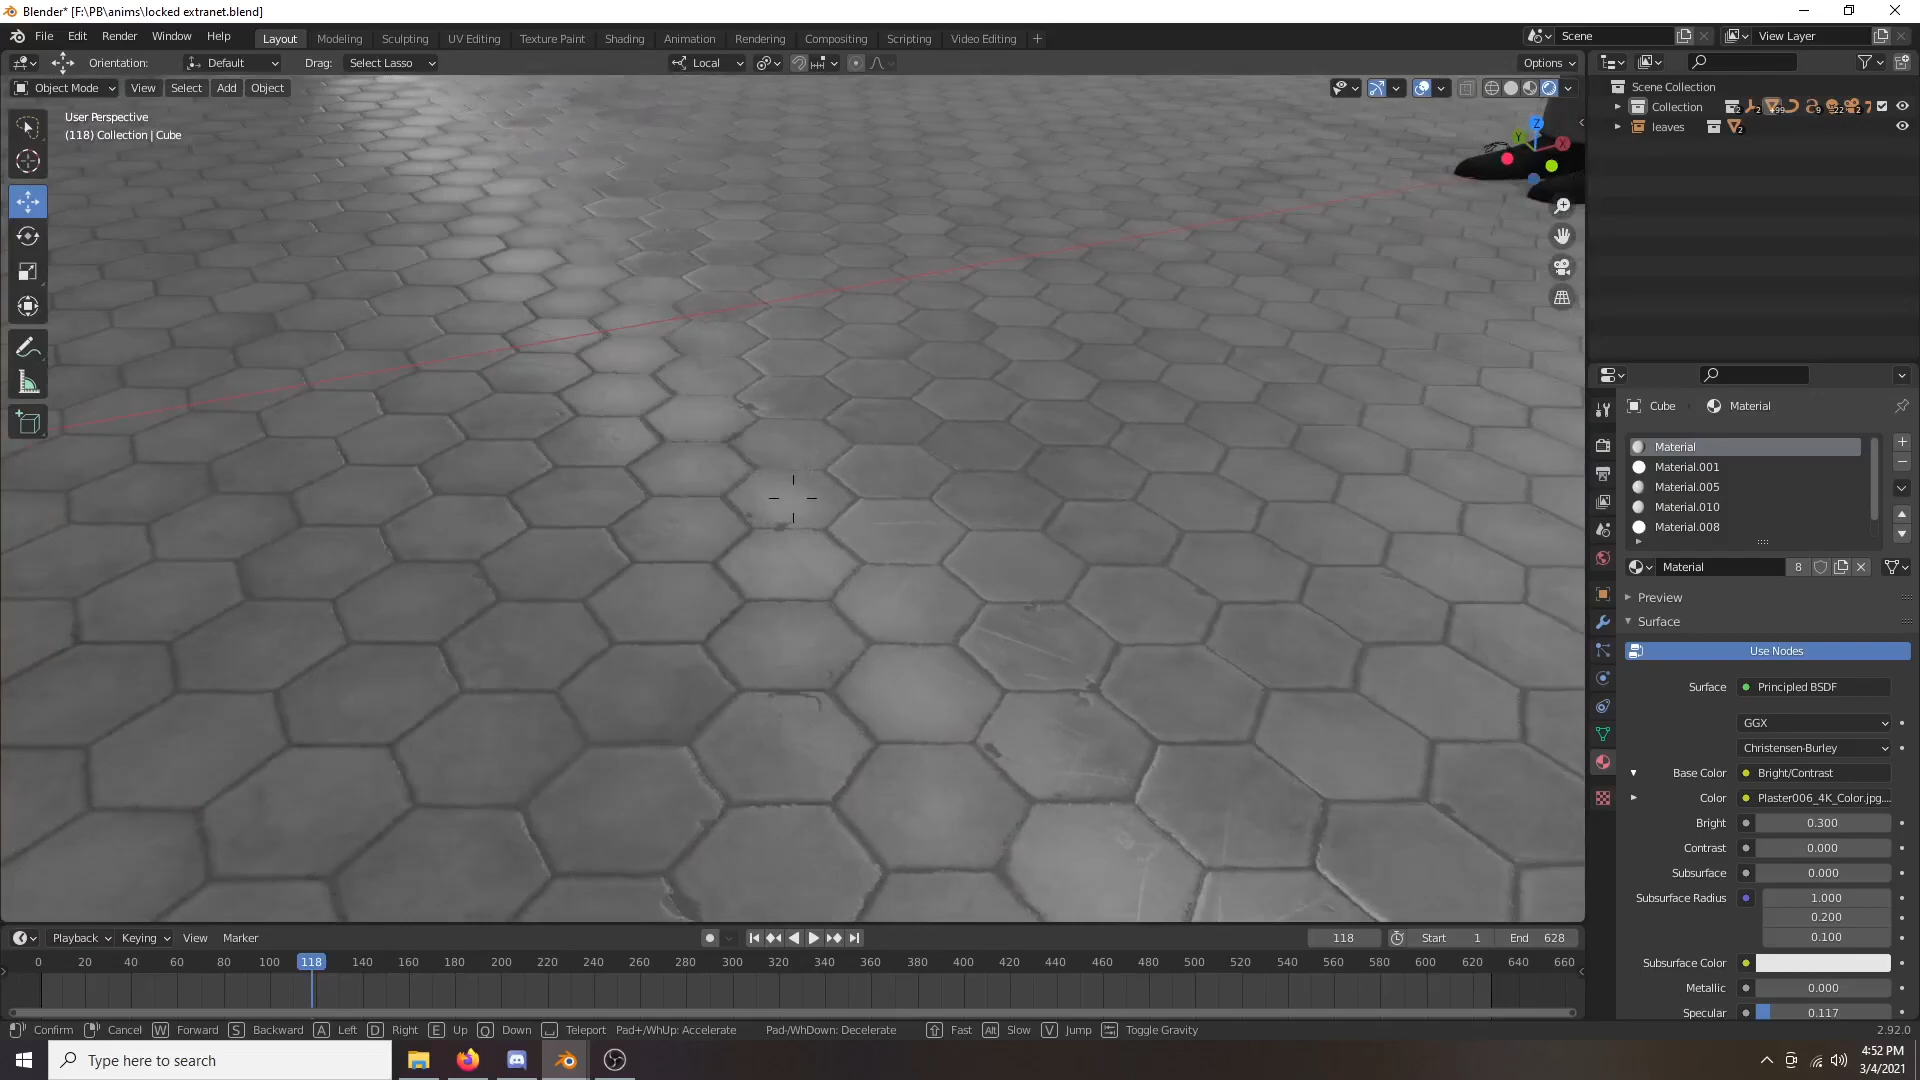 Blender* [F:\PB\anims\locked extranet.blend]
File Edit Render Window Help
Layout Modeling Sculpting UV Editing Texture Paint Shading Animation Rendering Compositing Scripting Video Editing +
Scene
View Layer
Orientation: Default Drag: Select Lasso Local Options
Object Mode View Select Add Object
User Perspective
(118) Collection | Cube
Z
Y
X
Scene Collection
Collection
leaves
Cube Material
Material
Material.001
Material.005
Material.010
Material.008
Material 8
Preview
Surface
Use Nodes
Surface Principled BSDF
GGX
Christensen-Burley
Base Color Bright/Contrast
Color Plaster006_4K_Color.jpg...
Bright 0.300
Contrast 0.000
Subsurface 0.000
Subsurface Radius 1.000
0.200
0.100
Subsurface Color
Metallic 0.000
Specular 0.117
Playback Keying View Marker 118 Start 1 End 628
0 20 40 60 80 100 118 140 160 180 200 220 240 260 280 300 320 340 360 380 400 420 440 460 480 500 520 540 560 580 600 620 640 660
Confirm Cancel W Forward S Backward A Left D Right E Up Q Down Teleport Pad+/WhUp: Accelerate Pad-/WhDown: Decelerate Fast Alt Slow V Jump Toggle Gravity 2.92.0
Type here to search
4:52 PM
3/4/2021